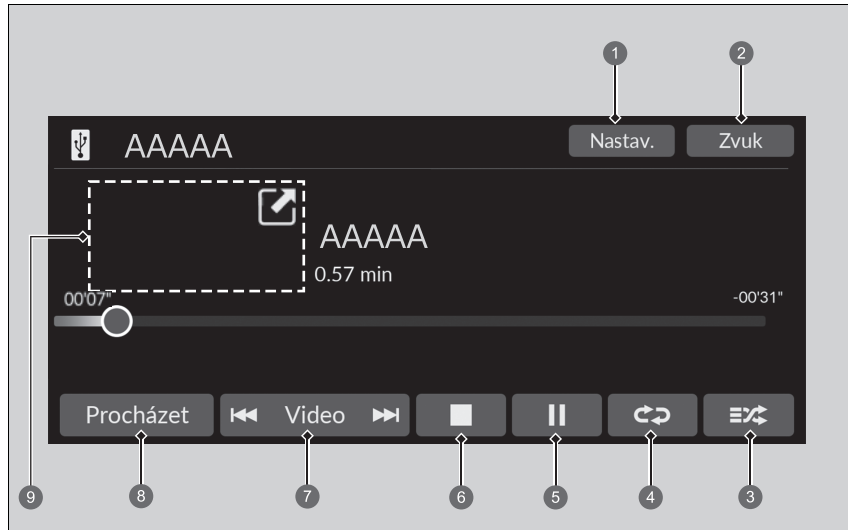 1 2
AAAAA Nastav. Zvuk
AAAAA
0.57 min
00'07" -00'31"
Procházet Video
9 8 7 6 5 4 3